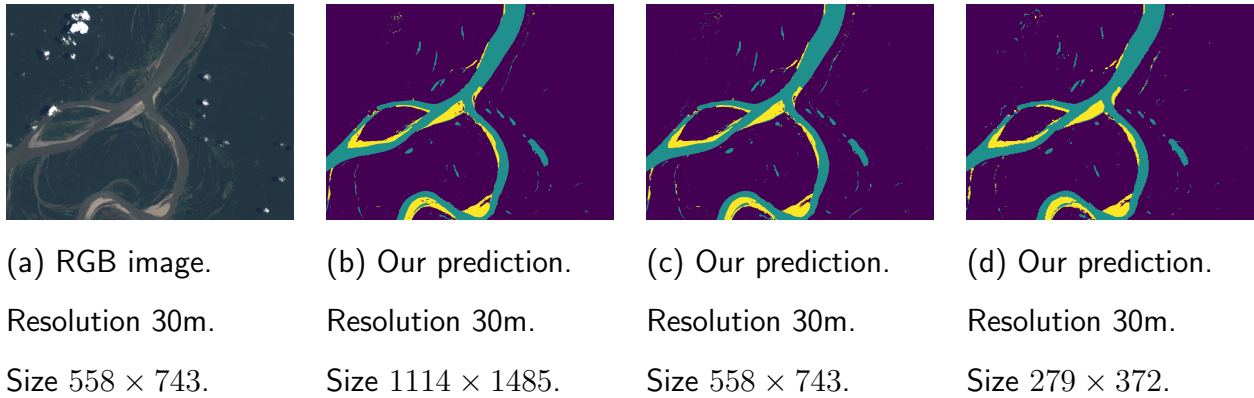 (a) RGB image.
Resolution 30m.
Size 558 × 743.
(b) Our prediction.
Resolution 30m.
Size 1114 × 1485.
(c) Our prediction.
Resolution 30m.
Size 558 × 743.
(d) Our prediction.
Resolution 30m.
Size 279 × 372.